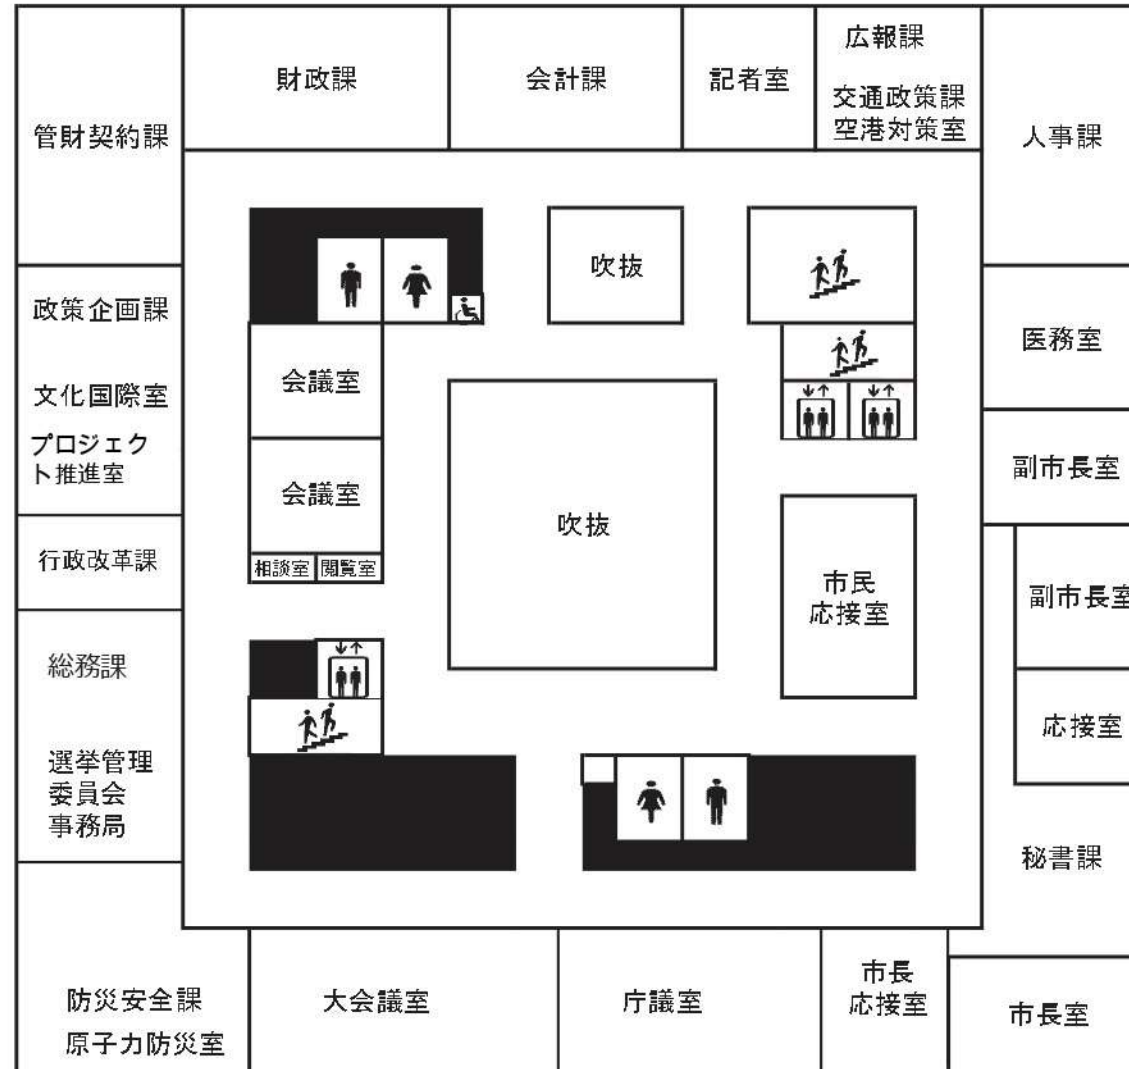 財政課
会計課
記者室
広報課
交通政策課
空港対策室
管財契約課
人事課
吹抜
政策企画課
文化国際室
プロジェク
ト推進室
会議室
会議室
医務室
副市長室
吹抜
行政改革課
相談室
閲覧室
市民
応接室
副市長室
総務課
選挙管理
委員会
事務局
応接室
秘書課
防災安全課
原子力防災室
大会議室
庁議室
市長
応接室
市長室